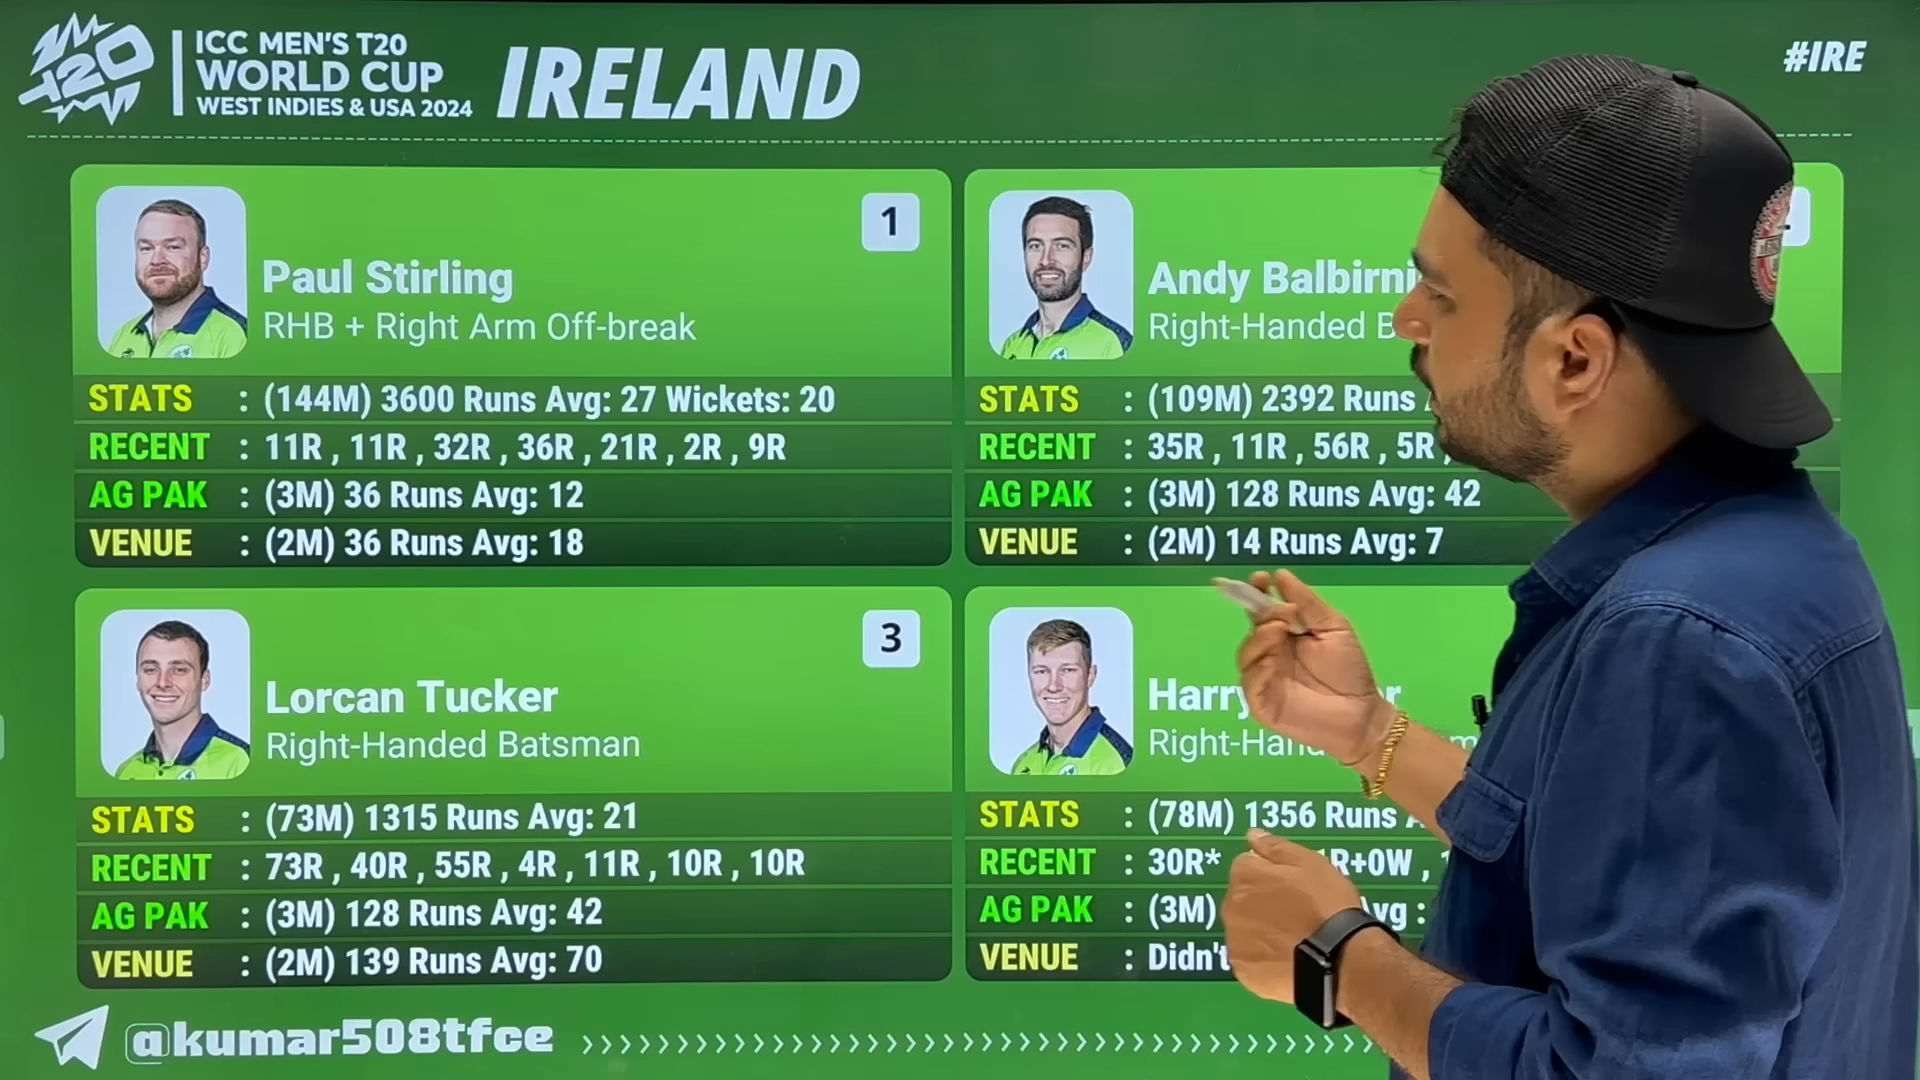 T20
ICC MEN'S T20
WORLD CUP
WEST INDIES & USA 2024
IRELAND
#IRE
1
Paul Stirling
RHB + Right Arm Off-break
STATS : (144M) 3600 Runs Avg: 27 Wickets: 20
RECENT : 11R , 11R , 32R , 36R , 21R , 2R , 9R
AG PAK : (3M) 36 Runs Avg: 12
VENUE : (2M) 36 Runs Avg: 18
Andy
Right-Handed
STATS : (109M) 2392 Runs
RECENT : 35R , 11R , 56R , 5R ,
AG PAK : (3M) 128 Runs Avg: 42
VENUE : (2M) 14 Runs Avg: 7
3
Lorcan Tucker
Right-Handed Batsman
STATS : (73M) 1315 Runs Avg: 21
RECENT : 73R , 40R , 55R , 4R , 11R , 10R , 10R
AG PAK : (3M) 128 Runs Avg: 42
VENUE : (2M) 139 Runs Avg: 70
Harry
STATS : (78M) 1356 Runs
RECENT : 30R*
AG PAK : (3M)
VENUE :
@kumar508tfce